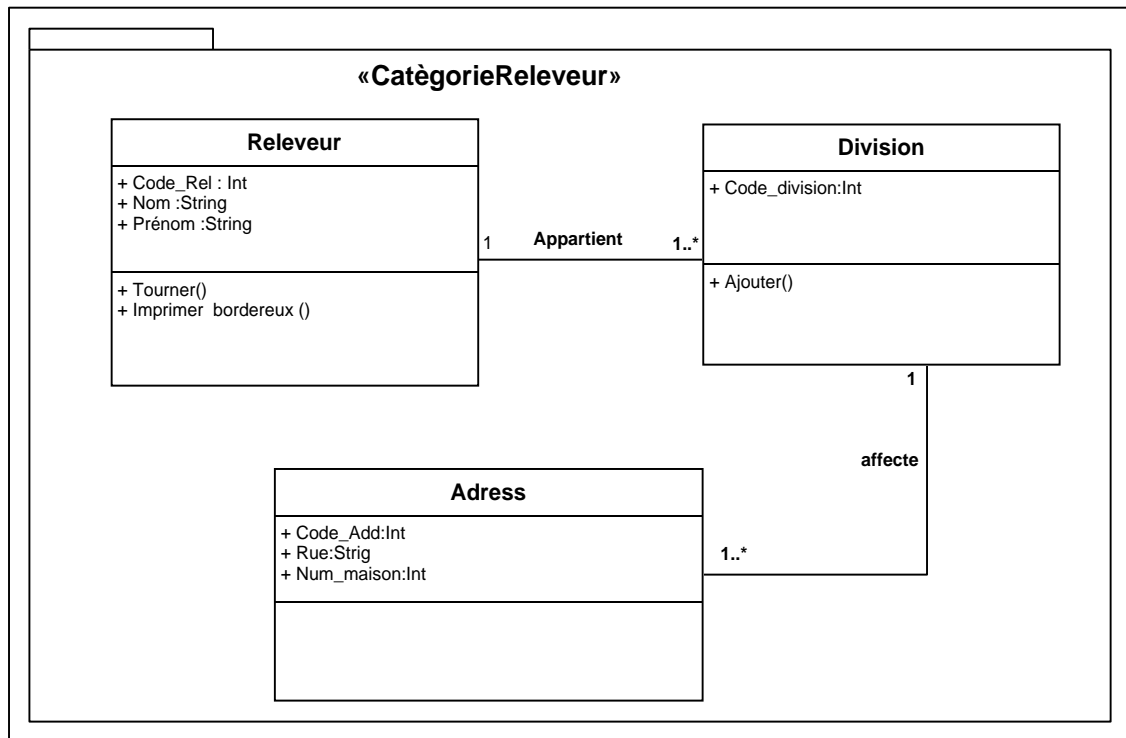 «CatègorieReleveur»
Releveur
+ Code_Rel : Int
+ Nom :String
+ Prénom :String
+ Tourner()
+ Imprimer bordereux ()
1
Appartient
1..*
Division
+ Code_division:Int
+ Ajouter()
1
affecte
1..*
Adress
+ Code_Add:Int
+ Rue:Strig
+ Num_maison:Int